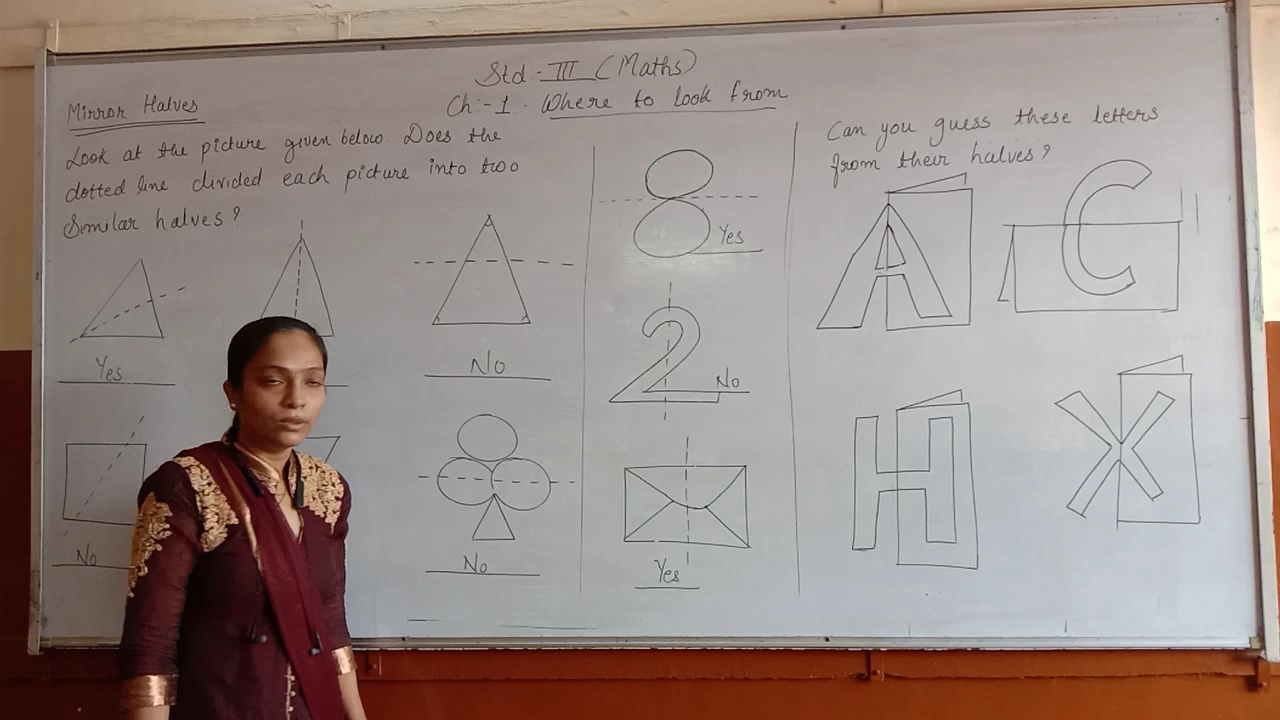 Std:- III (Maths)
Ch:-1. Where to look from
Mirror Halves
Look at the picture given below. Does the
dotted line divided each picture into two
Similar halves?
Yes
No
No
No
8
Yes
2
No
Yes
Can you guess these letters
from their halves?
A
C
H
X